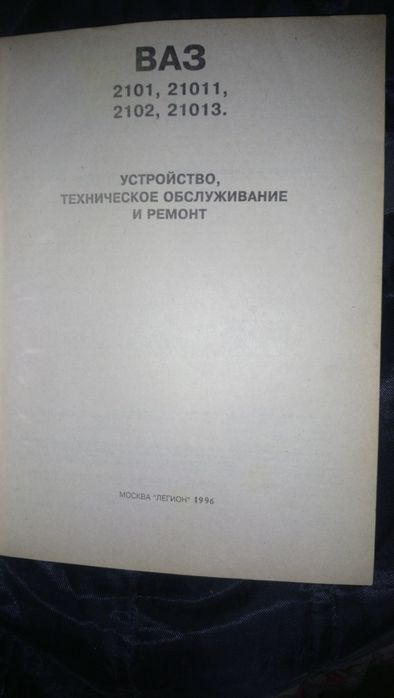 ВАЗ
2101, 21011,
2102, 21013.
УСТРОЙСТВО,
ТЕХНИЧЕСКОЕ ОБСЛУЖИВАНИЕ
И РЕМОНТ
МОСКВА "ЛЕГИОН" 1996